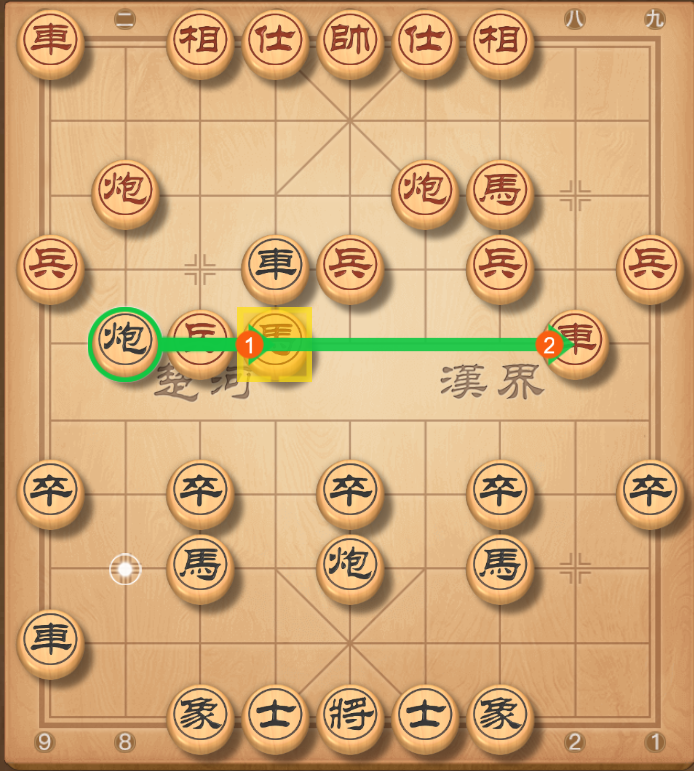 車 二 相 仕 帥 仕 相 八 九
炮 炮 馬
兵 車 兵 兵 兵
炮 兵 1 馬 2 車
楚河 漢界
卒 卒 卒 卒 卒
馬 炮 馬
車
象 士 將 士 象
9 8 2 1